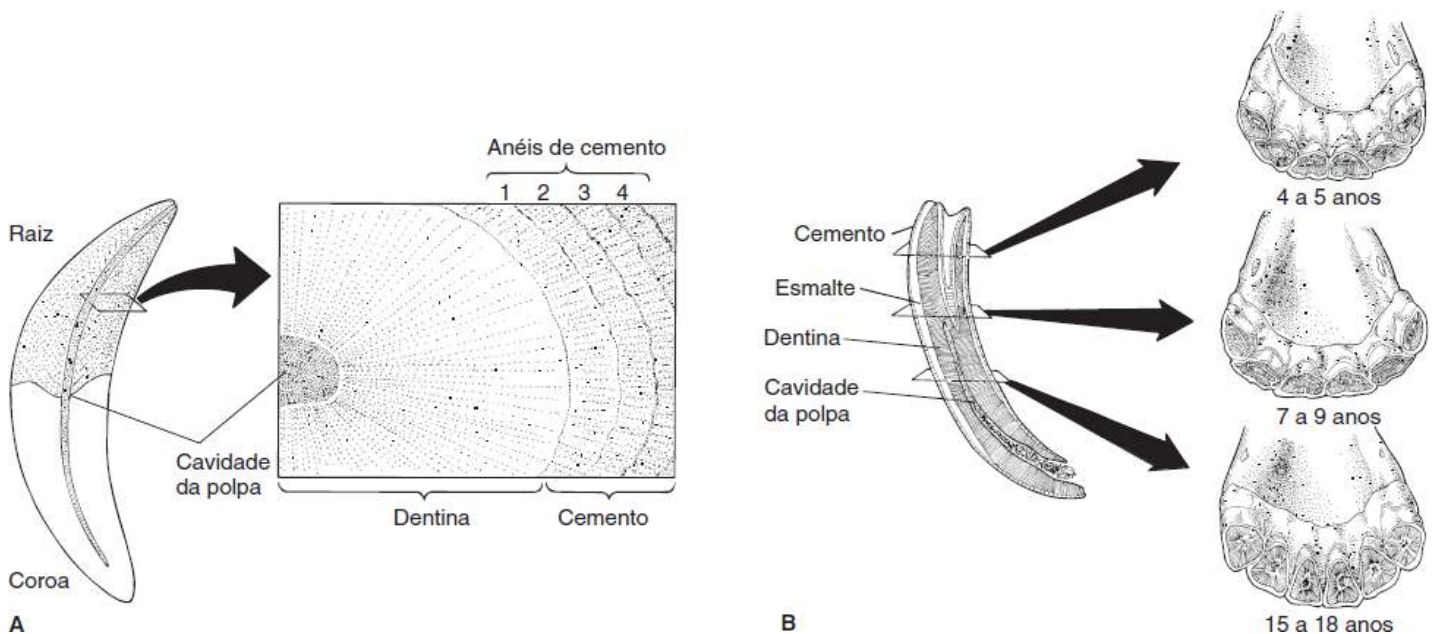 Anéis de cemento
1 2 3 4
Raiz
Cavidade
da polpa
Dentina
Cemento
Coroa
A
Cemento
Esmalte
Dentina
Cavidade
da polpa
4 a 5 anos
7 a 9 anos
15 a 18 anos
B